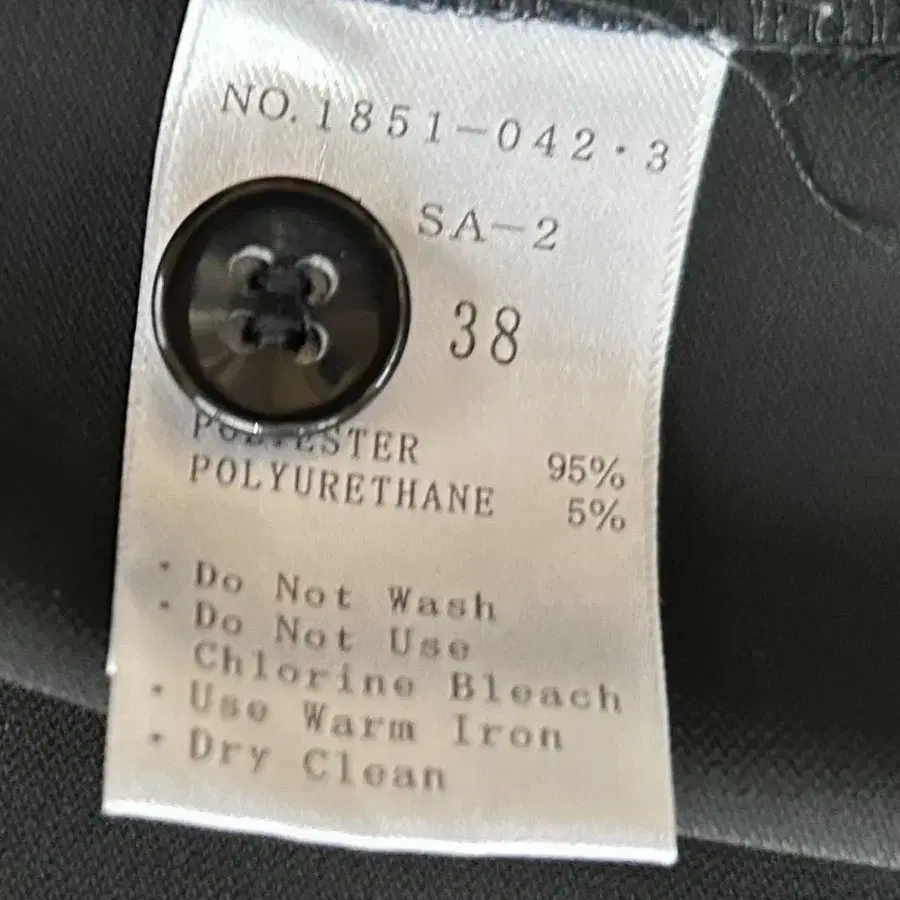 NO. 1851-042・3
SA-2
38
POLYESTER 95%
POLYURETHANE 5%
・Do Not Wash
・Do Not Use
Chlorine Bleach
・Use Warm Iron
・Dry Clean